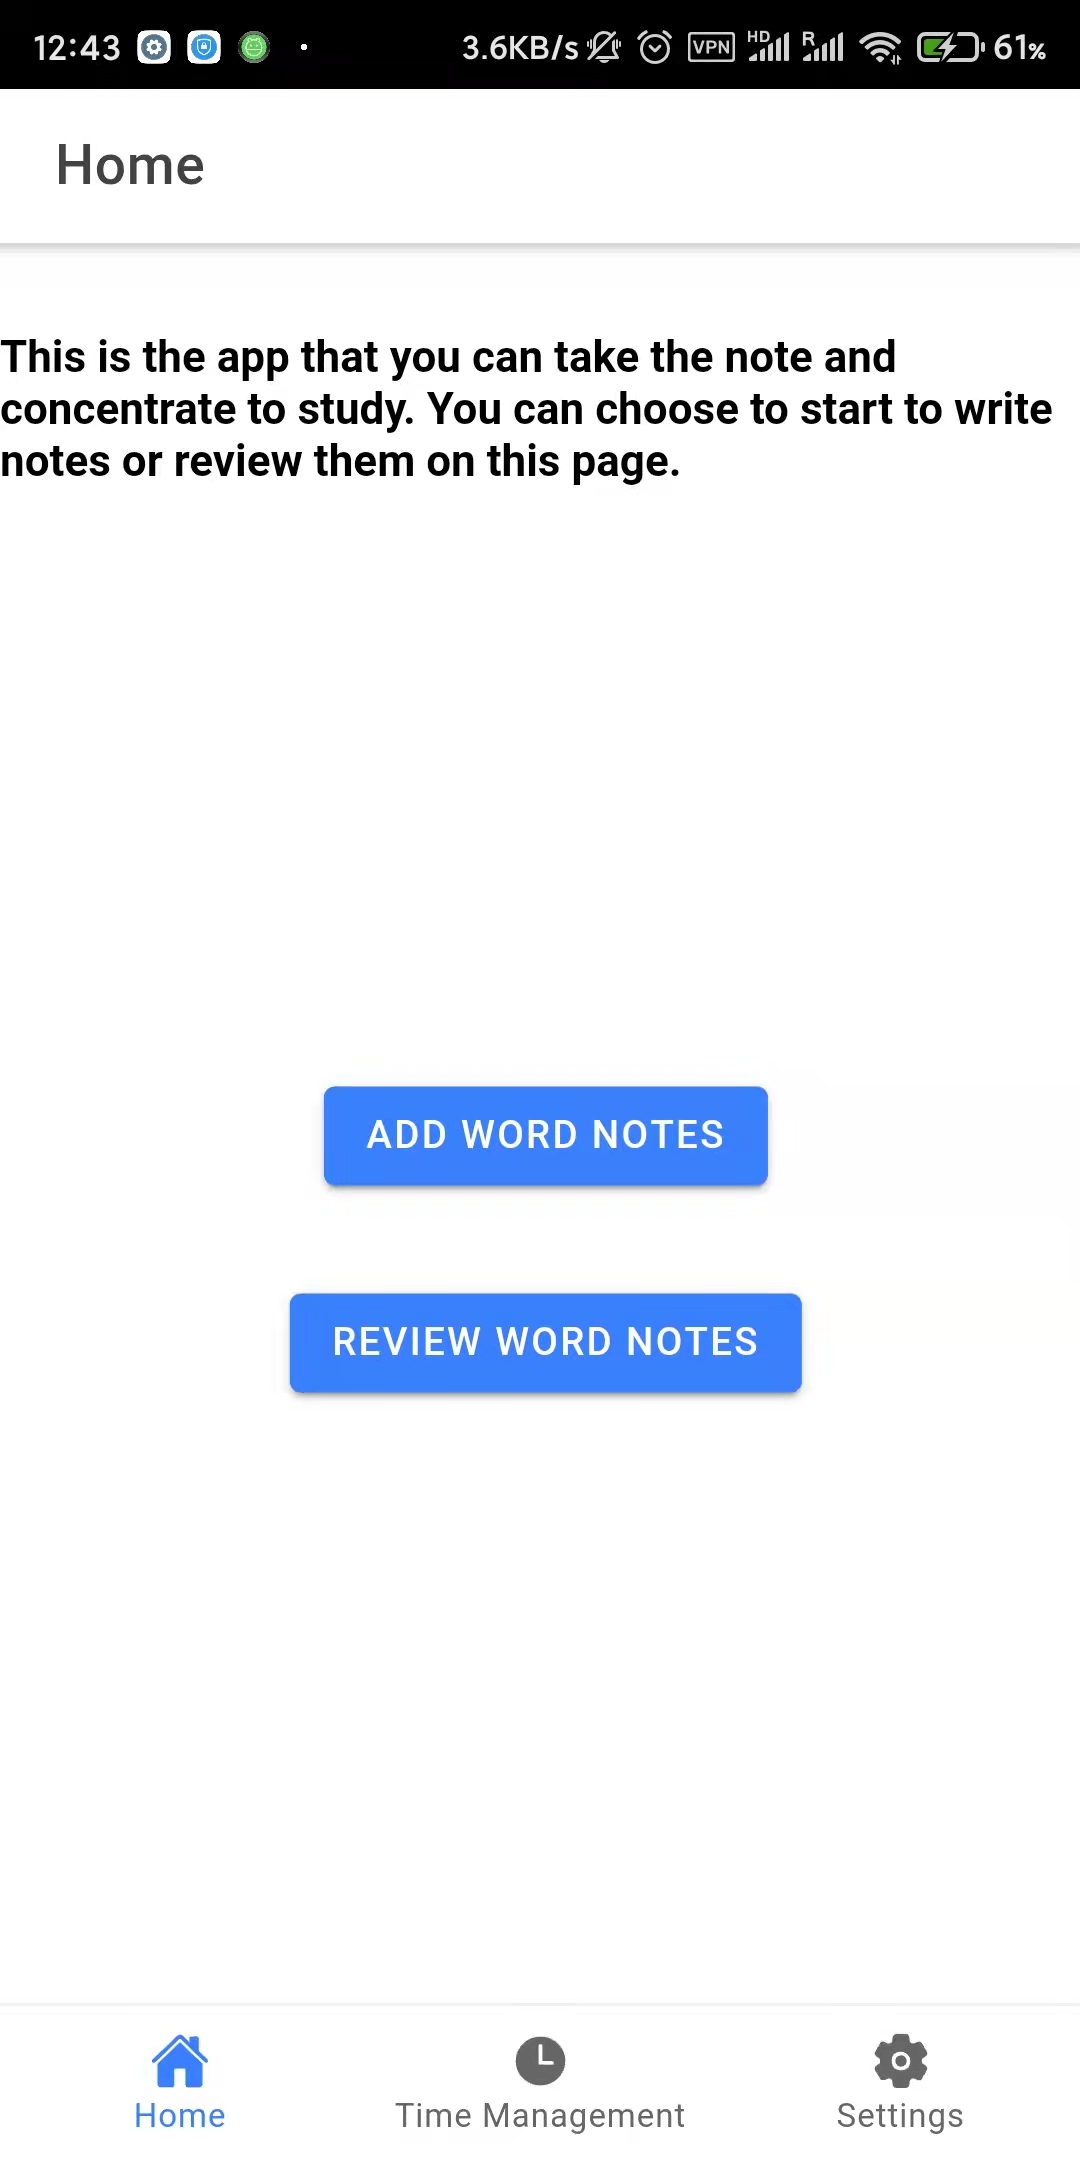 12:43 3.6KB/s VPN HD R 61%
Home
This is the app that you can take the note and
concentrate to study. You can choose to start to write
notes or review them on this page.
ADD WORD NOTES
REVIEW WORD NOTES
Home Time Management Settings